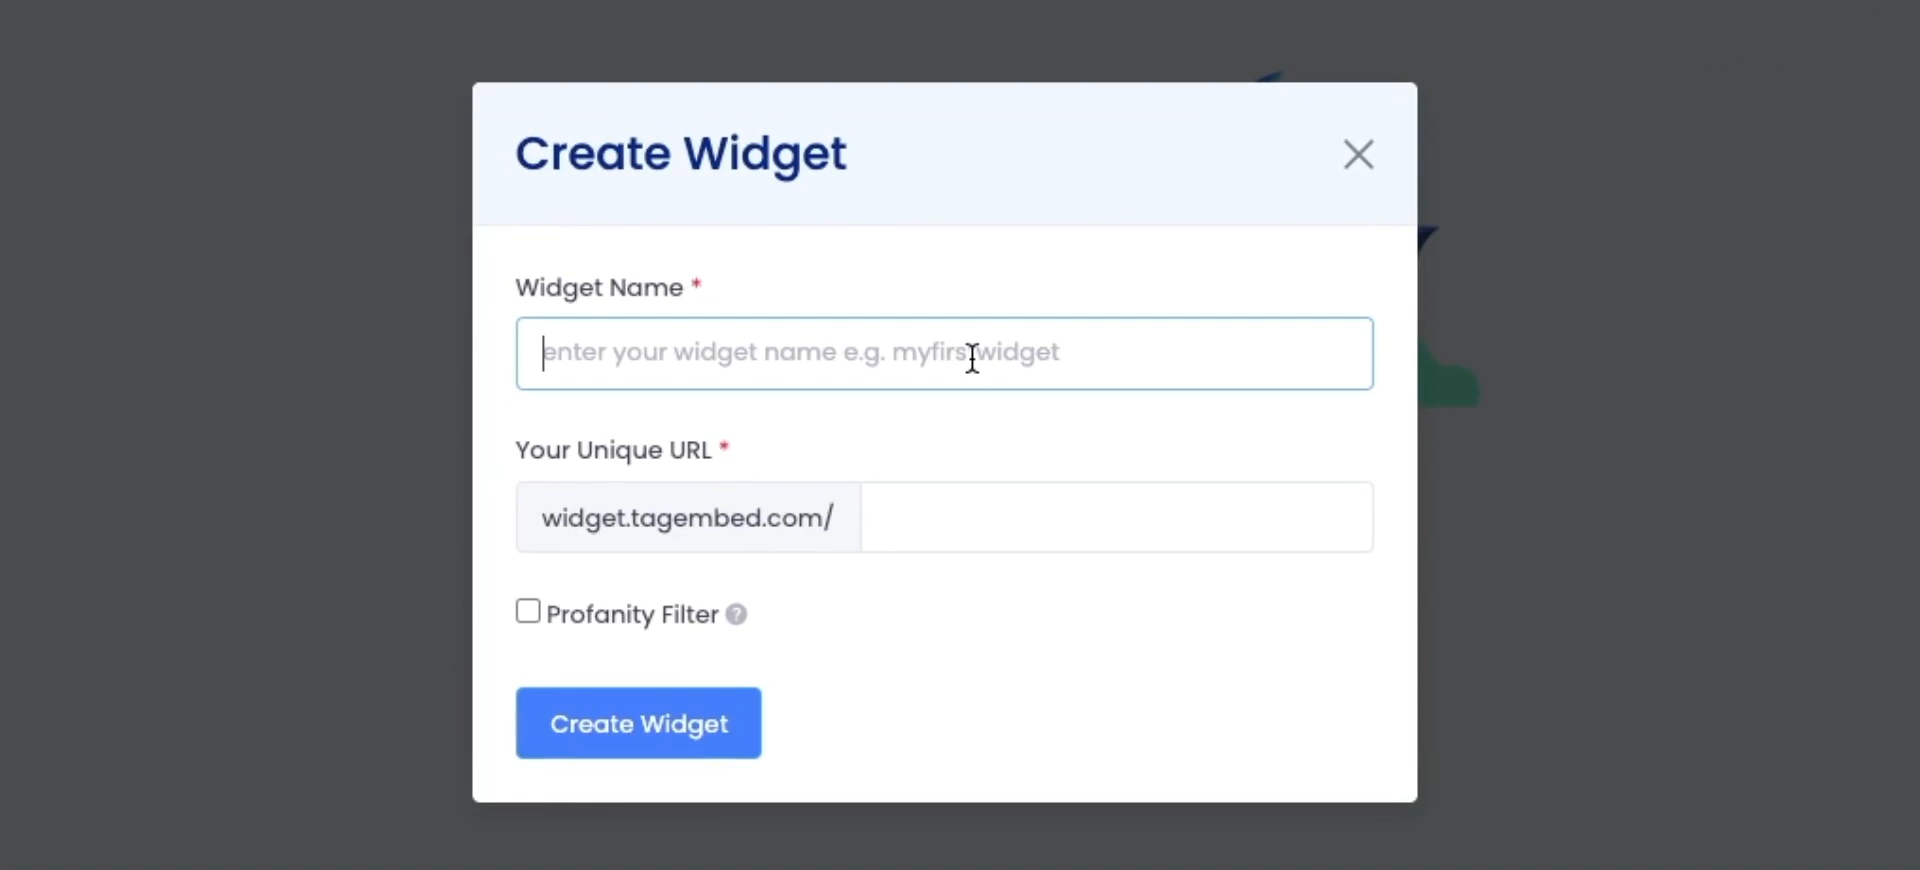 Create Widget
Widget Name *
enter your widget name e.g. myfirstwidget
Your Unique URL *
widget.tagembed.com/
Profanity Filter ?
Create Widget